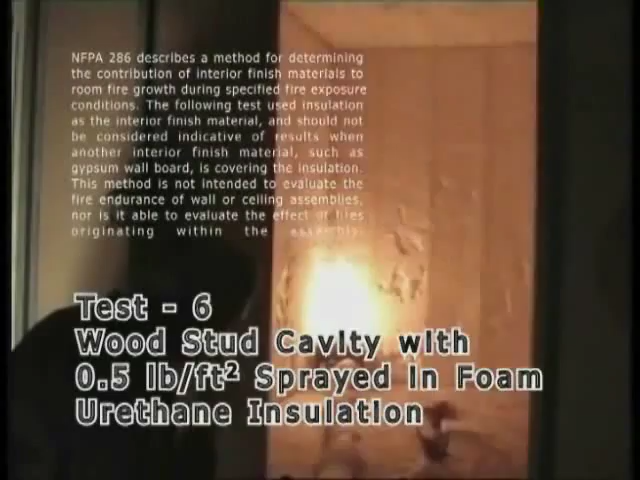 NFPA 286 describes a method for determining
the contribution of interior finish materials to
room fire growth during specified fire exposure
conditions. The following test used insulation
as the interior finish material, and should not
be considered indicative of results when
another interior finish material, such as
gypsum wall board, is covering the insulation.
This method is not intended to evaluate the
fire endurance of wall or ceiling assemblies,
nor is it able to evaluate the effect of fires
originating within the assembly.
Test - 6
Wood Stud Cavity with
0.5 lb/ft² Sprayed in Foam
Urethane Insulation